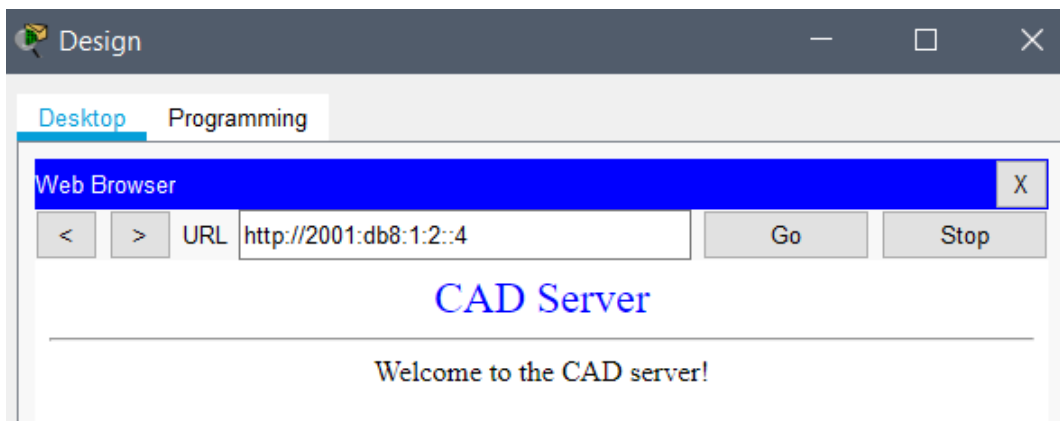 Design
Desktop Programming
Web Browser X
< > URL http://2001:db8:1:2::4 Go Stop
CAD Server
Welcome to the CAD server!